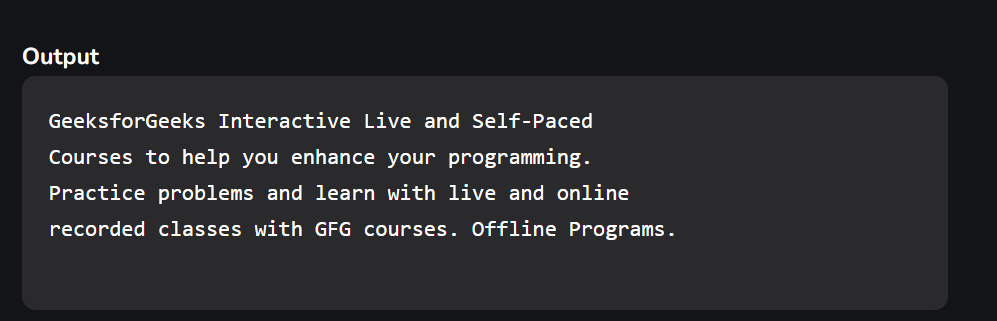 Output
GeeksforGeeks Interactive Live and Self-Paced
Courses to help you enhance your programming.
Practice problems and learn with live and online
recorded classes with GFG courses. Offline Programs.